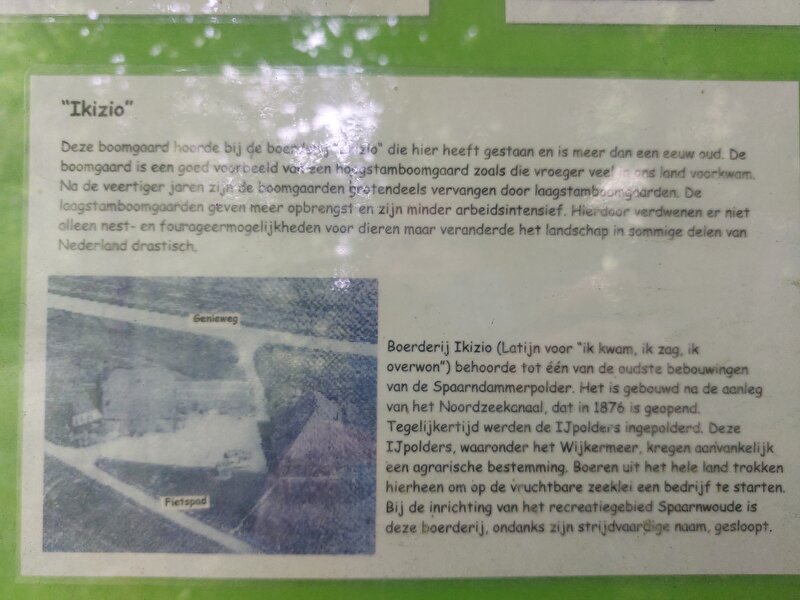 "Ikizio"
Deze boomgaard hoorde bij de boerderij "Ikizio" die hier heeft gestaan en is meer dan een eeuw oud. De
boomgaard is een goed voorbeeld van een hoogstamboomgaard zoals die vroeger veel in ons land voorkwam.
Na de veertiger jaren zijn de boomgaarden grotendeels vervangen door laagstamboomgaarden. De
laagstamboomgaarden geven meer opbrengst en zijn minder arbeidsintensief. Hierdoor verdwenen er niet
alleen nest- en fourageermogelijkheden voor dieren maar veranderde het landschap in sommige delen van
Nederland drastisch.
Genieweg
Fietspad
Boerderij Ikizio (Latijn voor "ik kwam, ik zag, ik
overwon") behoorde tot één van de oudste bebouwingen
van de Spaarndammerpolder. Het is gebouwd na de aanleg
van het Noordzeekanaal, dat in 1876 is geopend.
Tegelijkertijd werden de IJpolders ingepolderd. Deze
IJpolders, waaronder het Wijkermeer, kregen aanvankelijk
een agrarische bestemming. Boeren uit het hele land trokken
hierheen om op de vruchtbare zeeklei een bedrijf te starten.
Bij de inrichting van het recreatiegebied Spaarnwoude is
deze boerderij, ondanks zijn strijdvaardige naam, gesloopt.